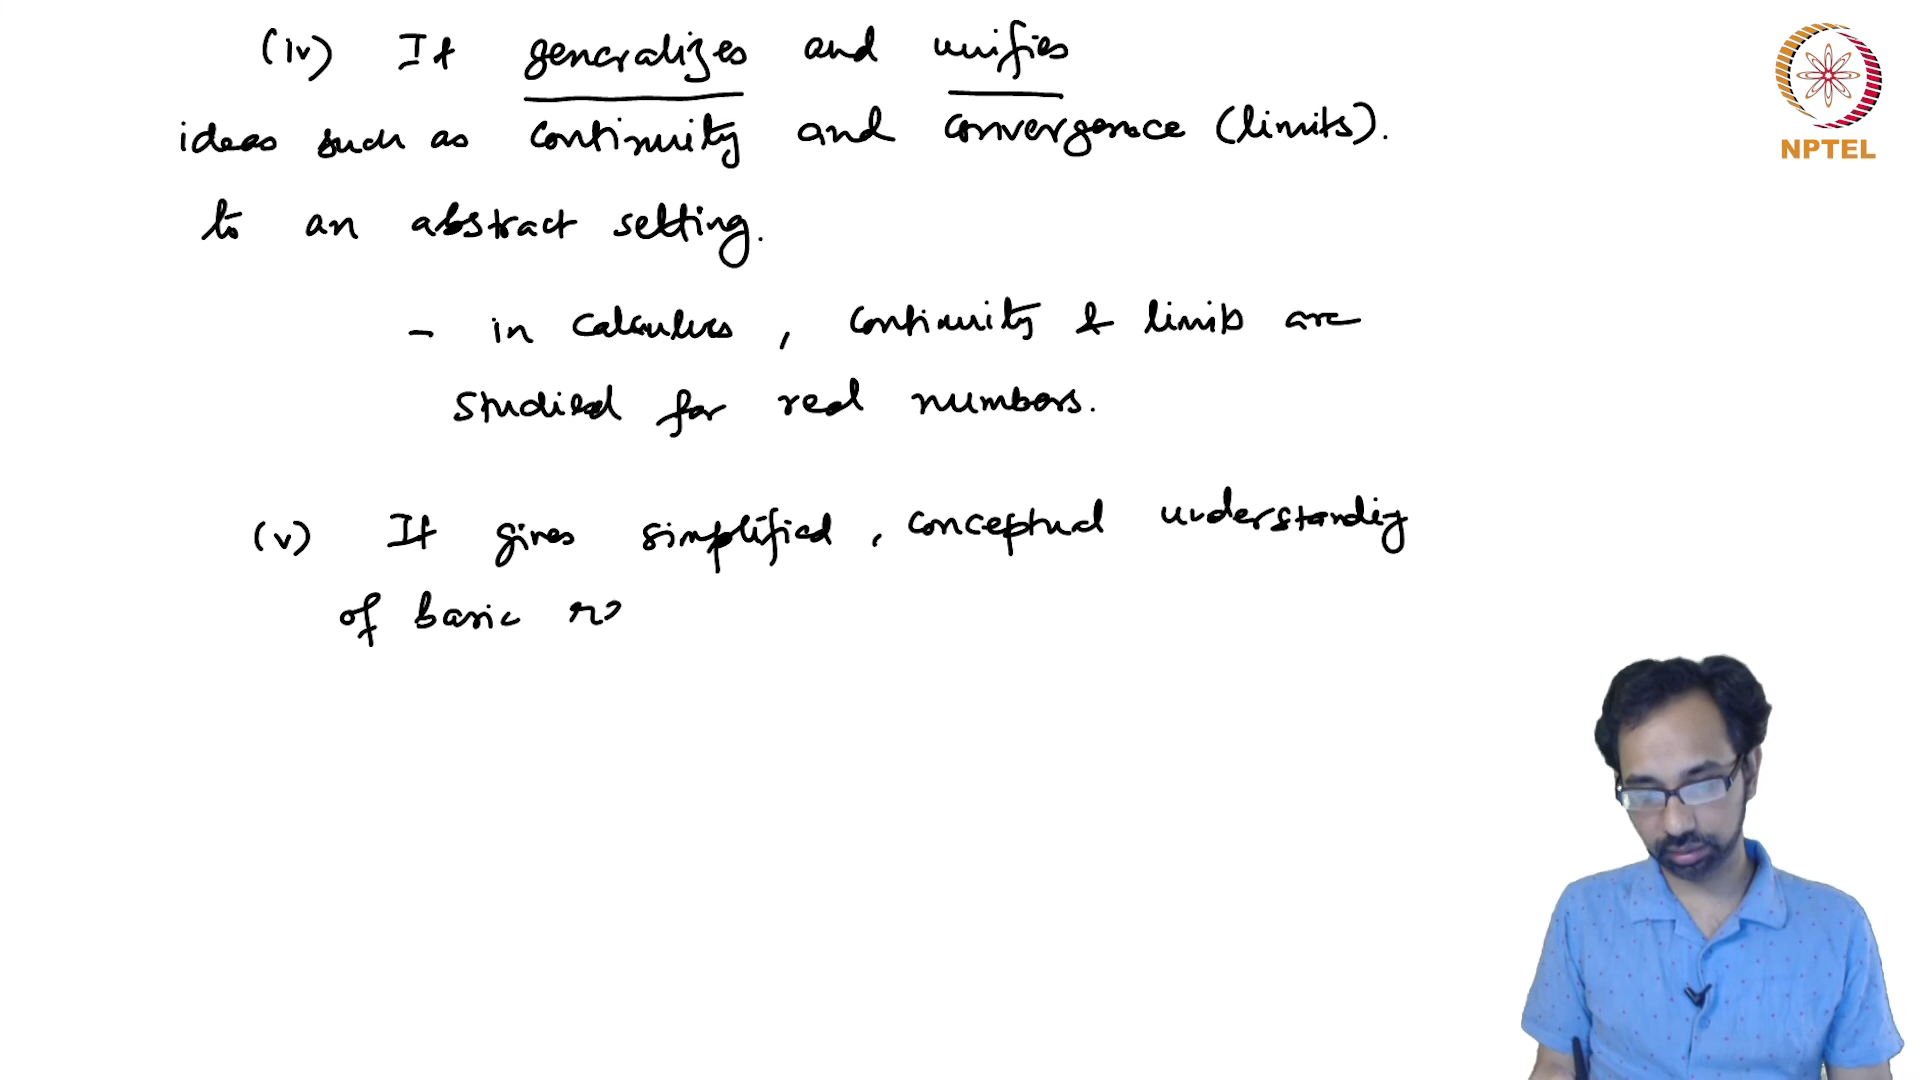 (iv) It generalizes and unifies
ideas such as continuity and convergence (limits).
to an abstract setting.
- in calculus, continuity & limits are
studied for real numbers.
(v) It gives simplified, conceptual understanding
of basic
NPTEL